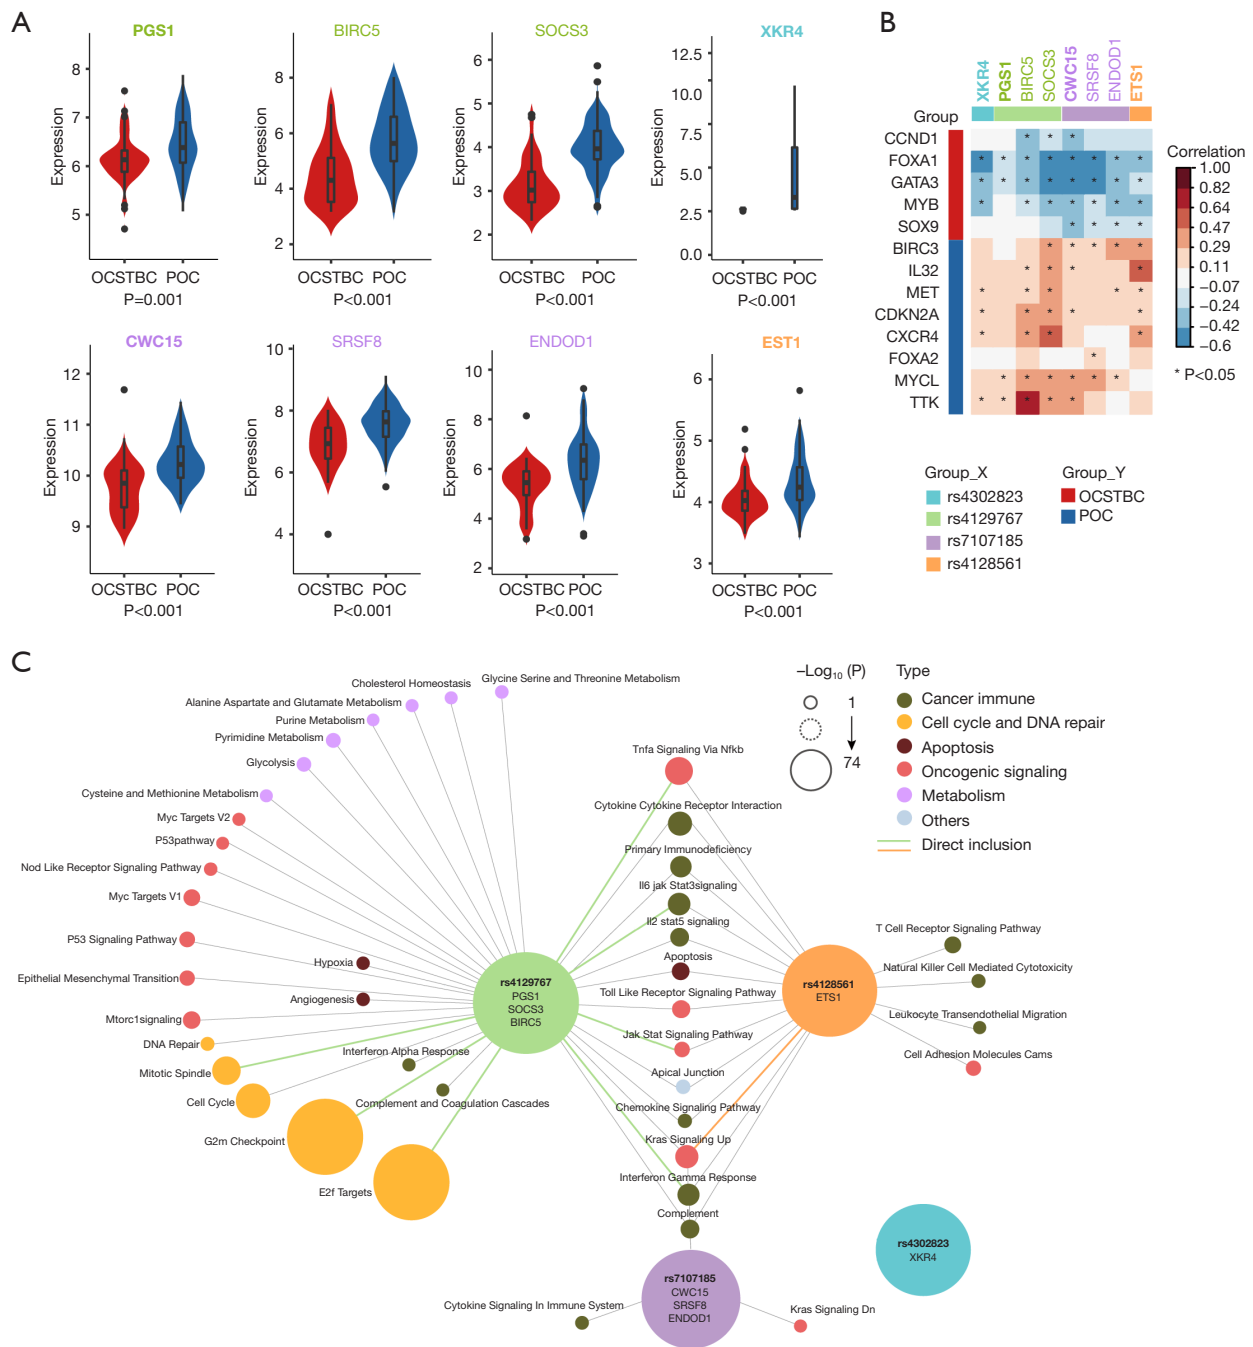 A
PGS1
BIRC5
SOCS3
XKR4
Expression
8
7
6
5
OCSTBC POC
P=0.001
Expression
8
6
4
2
OCSTBC POC
P<0.001
Expression
6
5
4
3
2
OCSTBC POC
P<0.001
Expression
12.5
10.0
7.5
5.0
2.5
0.0
OCSTBC POC
P<0.001
CWC15
SRSF8
ENDOD1
EST1
Expression
12
10
9
OCSTBC POC
P<0.001
Expression
10
8
6
4
OCSTBC POC
P<0.001
Expression
10
8
6
4
2
OCSTBC POC
P<0.001
Expression
6
5
4
3
OCSTBC POC
P<0.001
B
XKR4
PGS1
BIRC5
SOCS3
CWC15
SRSF8
ENDOD1
ETS1
Group
CCND1
FOXA1
GATA3
MYB
SOX9
BIRC3
IL32
MET
CDKN2A
CXCR4
FOXA2
MYCL
TTK
Correlation
1.00
0.82
0.64
0.47
0.29
0.11
−0.07
−0.24
−0.42
−0.6
* P<0.05
Group_X
rs4302823
rs4129767
rs7107185
rs4128561
Group_Y
OCSTBC
POC
C
Glycine Serine and Threonine Metabolism
Cholesterol Homeostasis
Alanine Aspartate and Glutamate Metabolism
Purine Metabolism
Pyrimidine Metabolism
Glycolysis
Cysteine and Methionine Metabolism
Myc Targets V2
P53pathway
Nod Like Receptor Signaling Pathway
Myc Targets V1
P53 Signaling Pathway
Epithelial Mesenchymal Transition
Mtorc1signaling
DNA Repair
Mitotic Spindle
Cell Cycle
G2m Checkpoint
E2f Targets
Hypoxia
Angiogenesis
Interferon Alpha Response
Complement and Coagulation Cascades
rs4129767
PGS1
SOCS3
BIRC5
Tnfa Signaling Via Nfkb
Cytokine Cytokine Receptor Interaction
Primary Immunodeficiency
Il6 jak Stat3signaling
Il2 stat5 signaling
Apoptosis
Toll Like Receptor Signaling Pathway
Jak Stat Signaling Pathway
Apical Junction
Chemokine Signaling Pathway
Kras Signaling Up
Interferon Gamma Response
Complement
rs4128561
ETS1
T Cell Receptor Signaling Pathway
Natural Killer Cell Mediated Cytotoxicity
Leukocyte Transendothelial Migration
Cell Adhesion Molecules Cams
rs7107185
CWC15
SRSF8
ENDOD1
Cytokine Signaling In Immune System
Kras Signaling Dn
rs4302823
XKR4
−Log10 (P)
1
74
Type
Cancer immune
Cell cycle and DNA repair
Apoptosis
Oncogenic signaling
Metabolism
Others
Direct inclusion